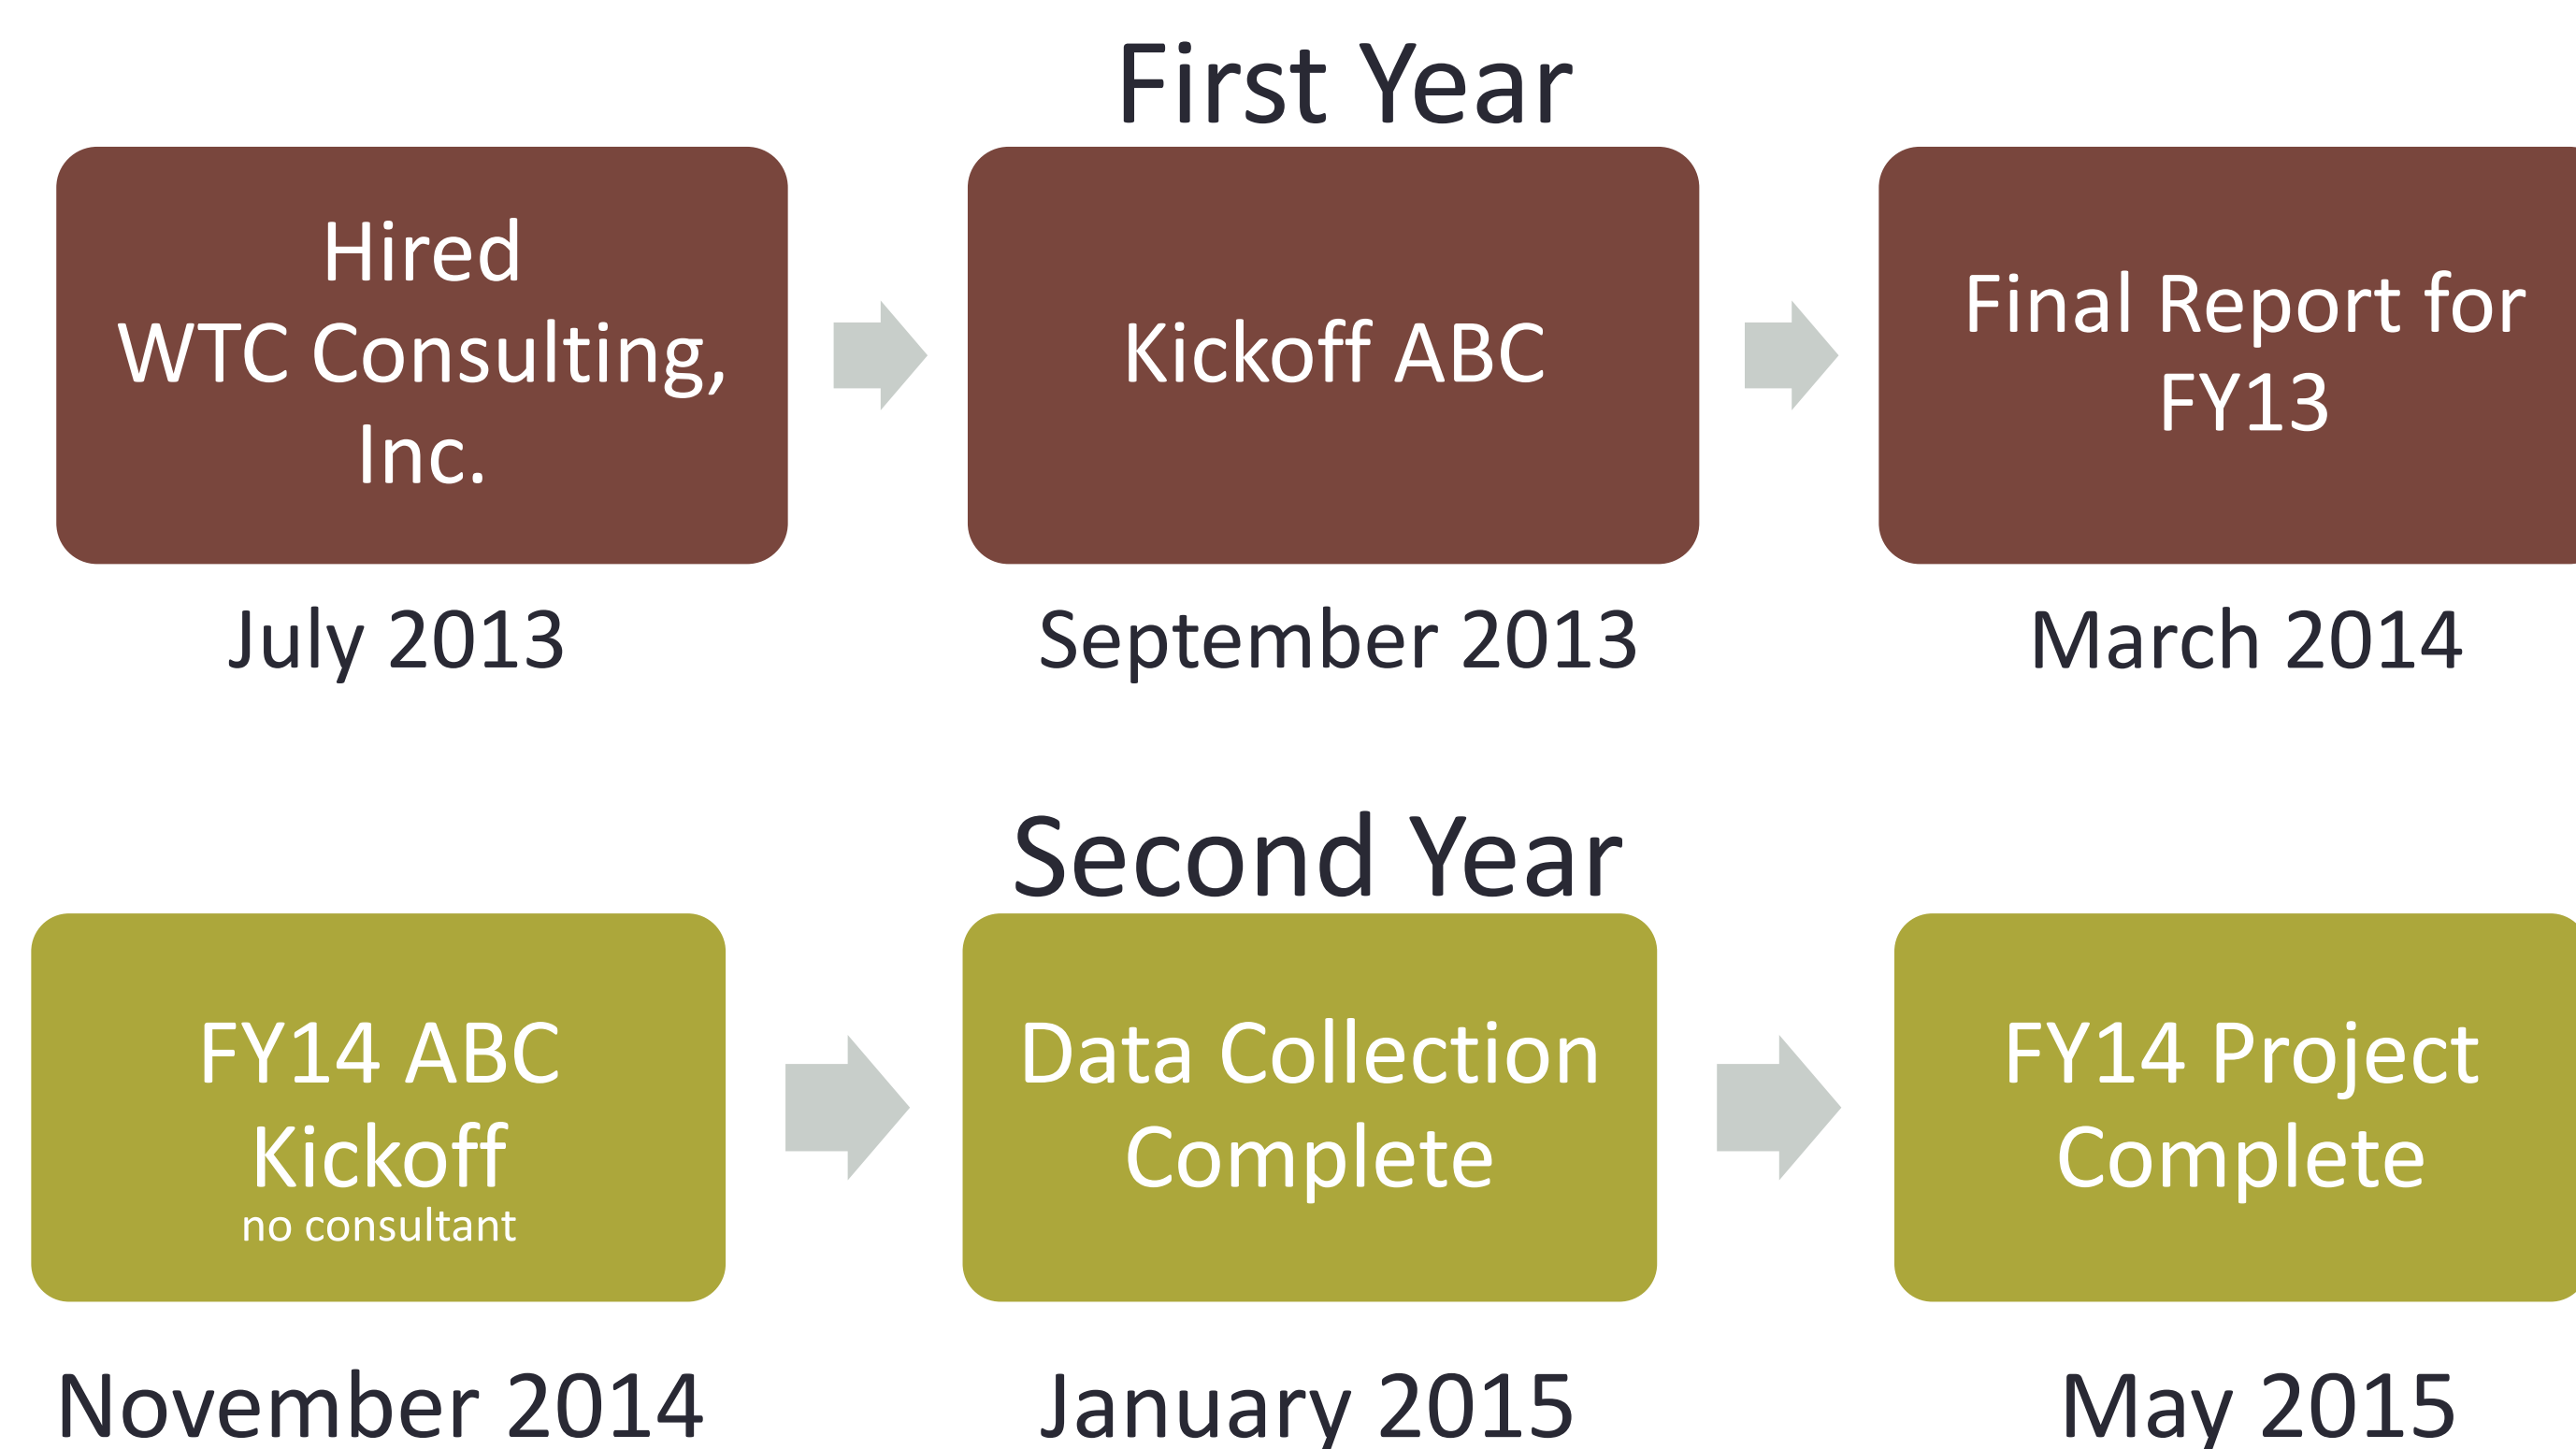 First Year
Hired
WTC Consulting,
Inc.
Kickoff ABC
Final Report for
FY13
July 2013
September 2013
March 2014
Second Year
FY14 ABC
Kickoff
no consultant
Data Collection
Complete
FY14 Project
Complete
November 2014
January 2015
May 2015